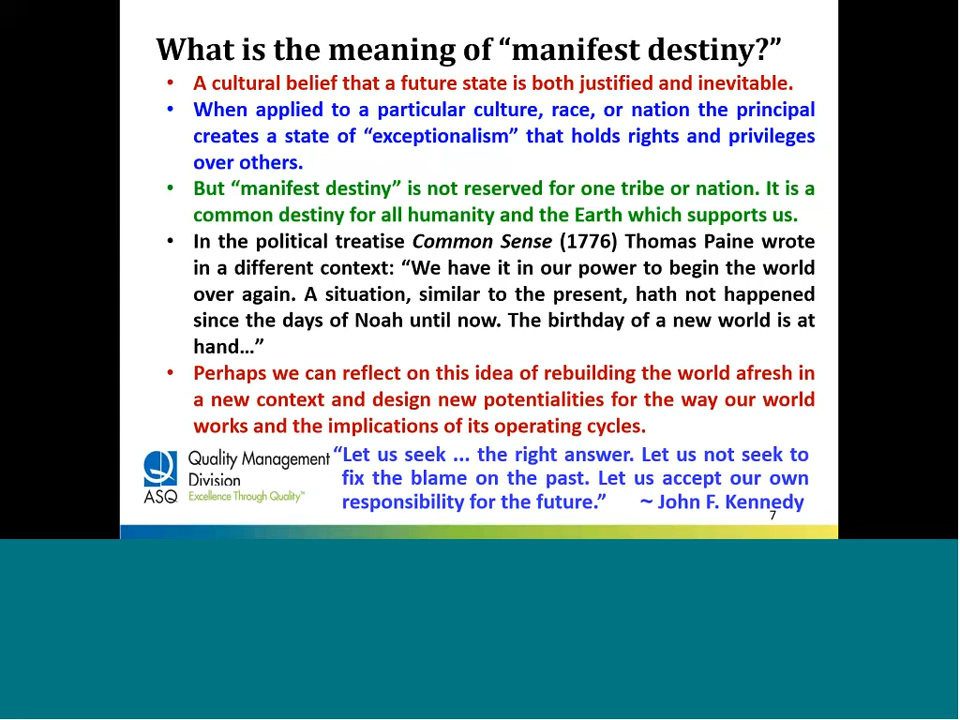 What is the meaning of “manifest destiny?”
• A cultural belief that a future state is both justified and inevitable.
• When applied to a particular culture, race, or nation the principal
creates a state of “exceptionalism” that holds rights and privileges
over others.
• But “manifest destiny” is not reserved for one tribe or nation. It is a
common destiny for all humanity and the Earth which supports us.
• In the political treatise Common Sense (1776) Thomas Paine wrote
in a different context: “We have it in our power to begin the world
over again. A situation, similar to the present, hath not happened
since the days of Noah until now. The birthday of a new world is at
hand…”
• Perhaps we can reflect on this idea of rebuilding the world afresh in
a new context and design new potentialities for the way our world
works and the implications of its operating cycles.
ASQ
Quality Management
Division
Excellence Through Quality™
“Let us seek ... the right answer. Let us not seek to
fix the blame on the past. Let us accept our own
responsibility for the future.” ~ John F. Kennedy
7